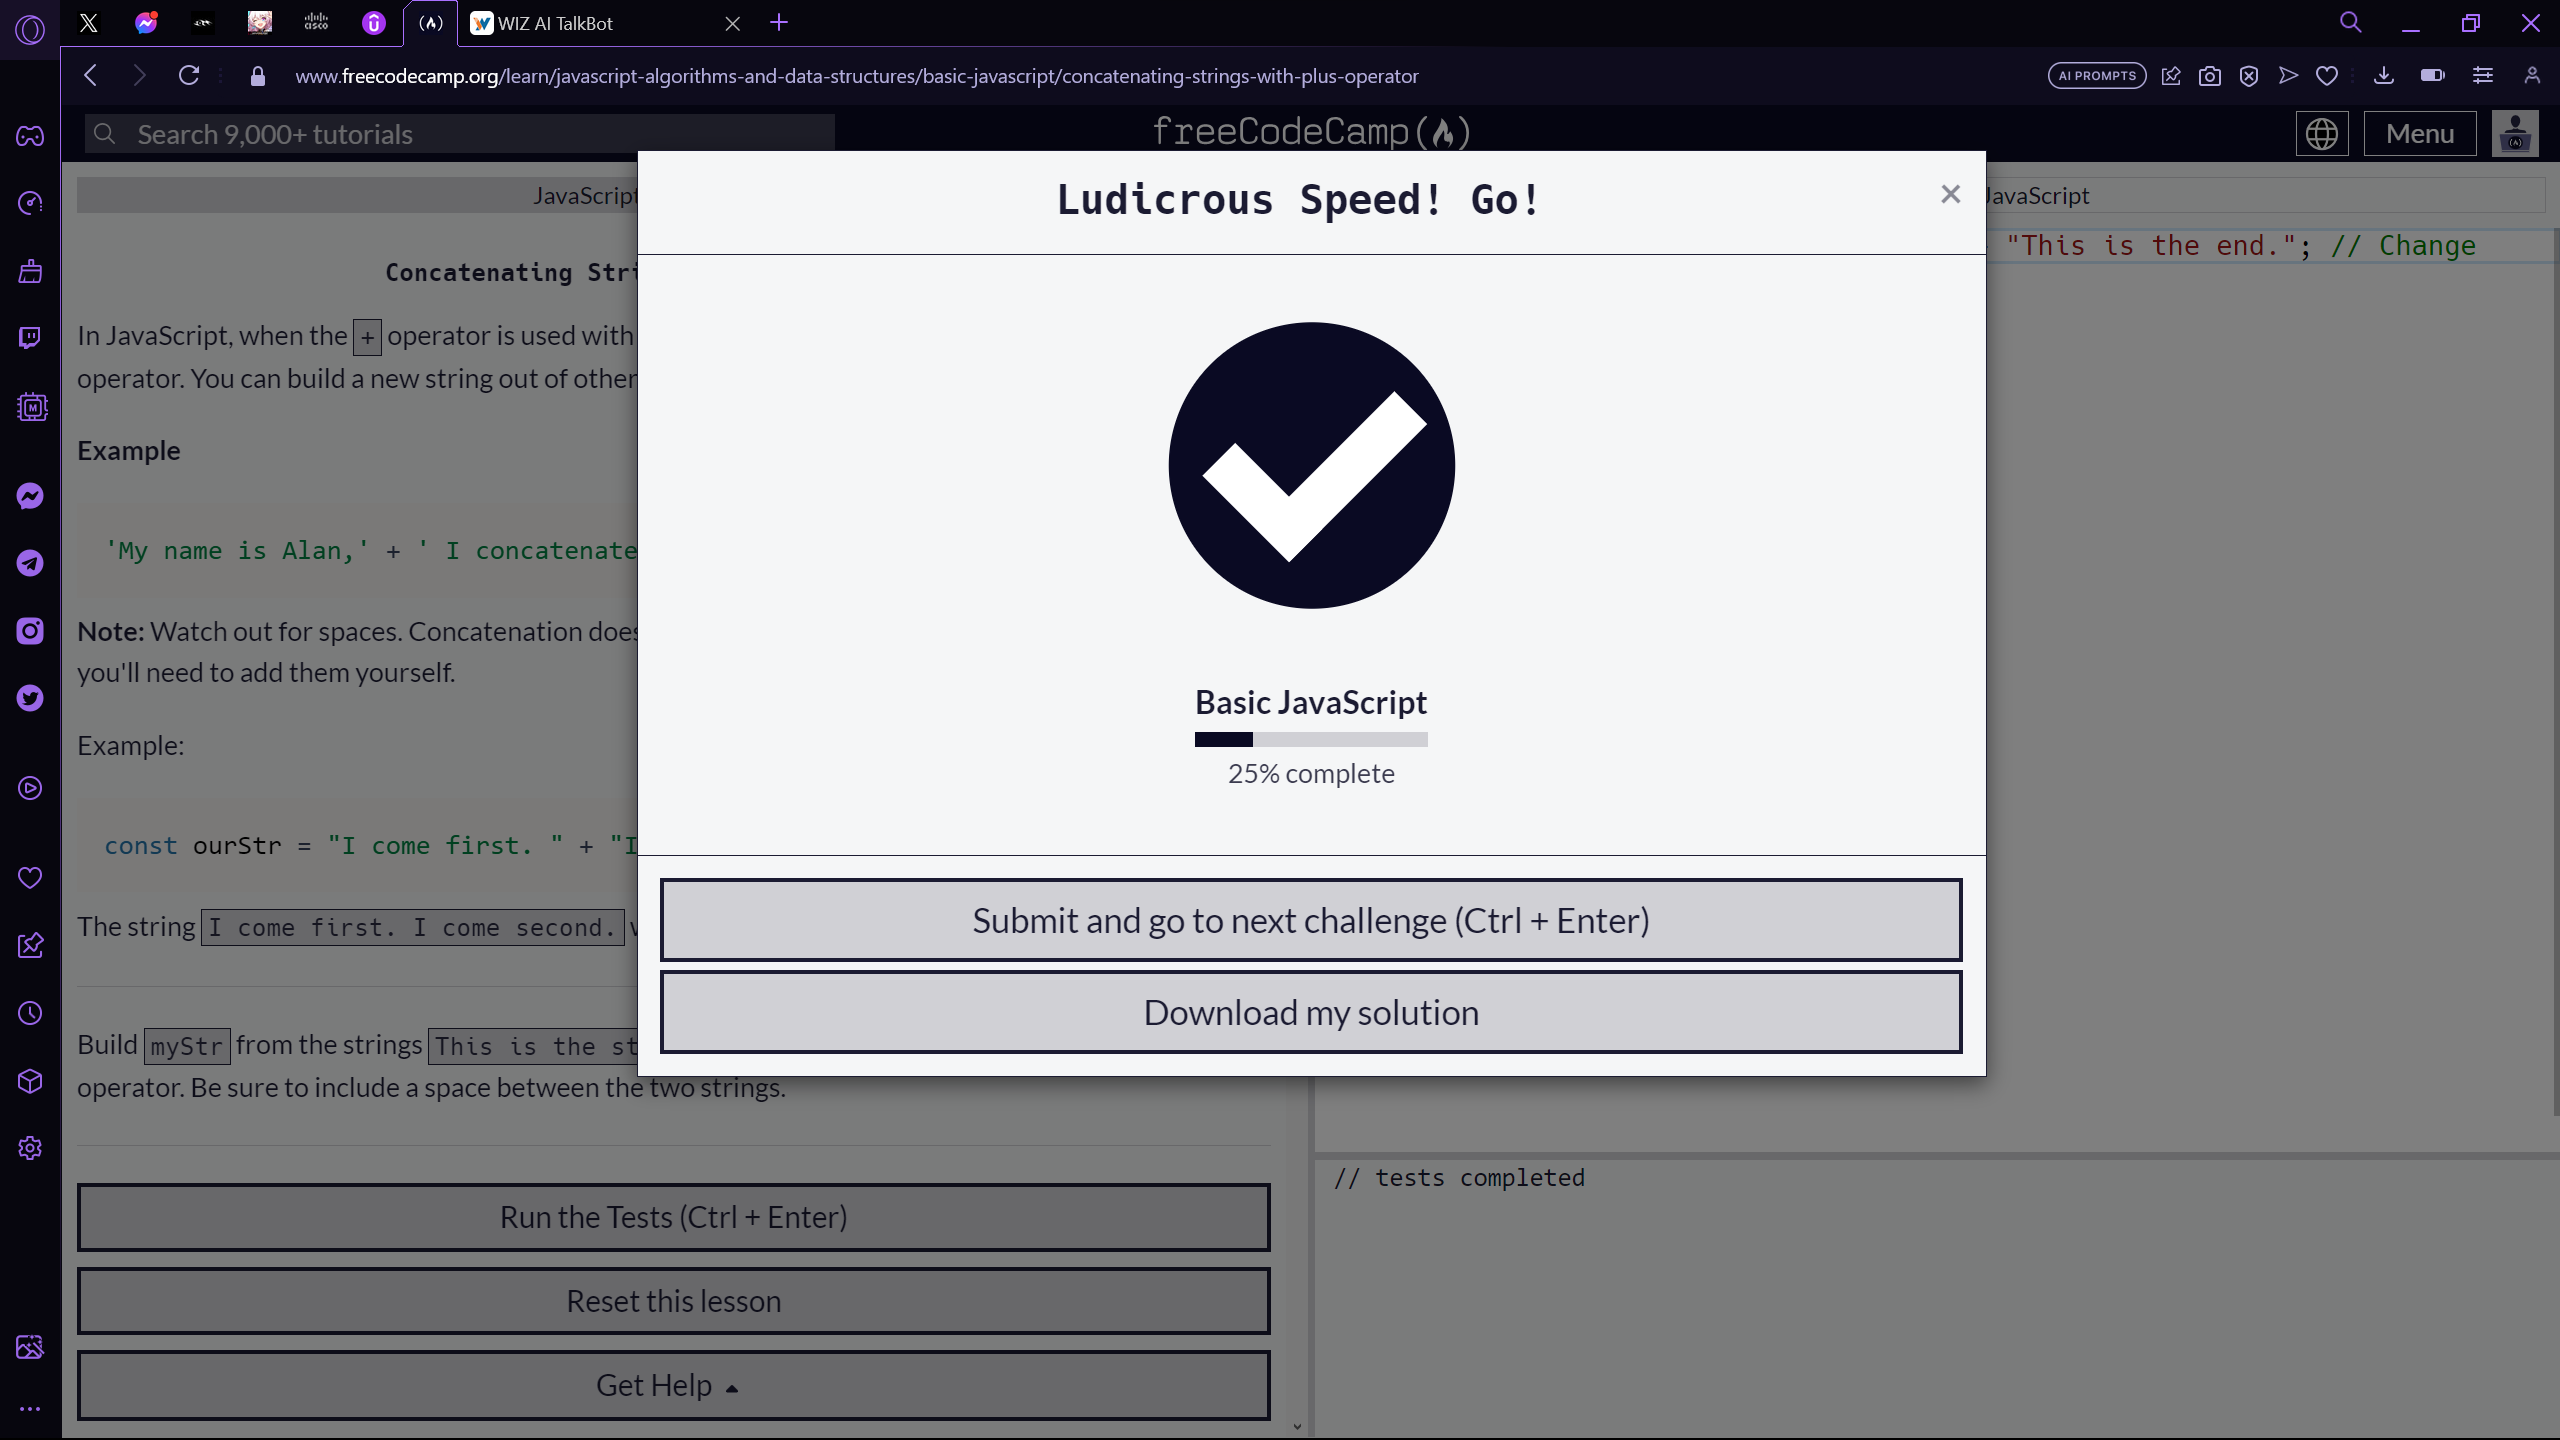 WIZ AI TalkBot
www.freecodecamp.org/learn/javascript-algorithms-and-data-structures/basic-javascript/concatenating-strings-with-plus-operator
AI PROMPTS
Search 9,000+ tutorials
freeCodeCamp(🔥)
Menu
JavaScript
JavaScript
Ludicrous Speed! Go!
×
"This is the end."; // Change
Concatenating Stri
In JavaScript, when the + operator is used with
operator. You can build a new string out of other
Example
'My name is Alan,' + ' I concatenate
Note: Watch out for spaces. Concatenation does
you'll need to add them yourself.
Example:
const ourStr = "I come first. " + "I
The string I come first. I come second.
Build myStr from the strings This is the st
operator. Be sure to include a space between the two strings.
Basic JavaScript
25% complete
Submit and go to next challenge (Ctrl + Enter)
Download my solution
Run the Tests (Ctrl + Enter)
Reset this lesson
Get Help
// tests completed